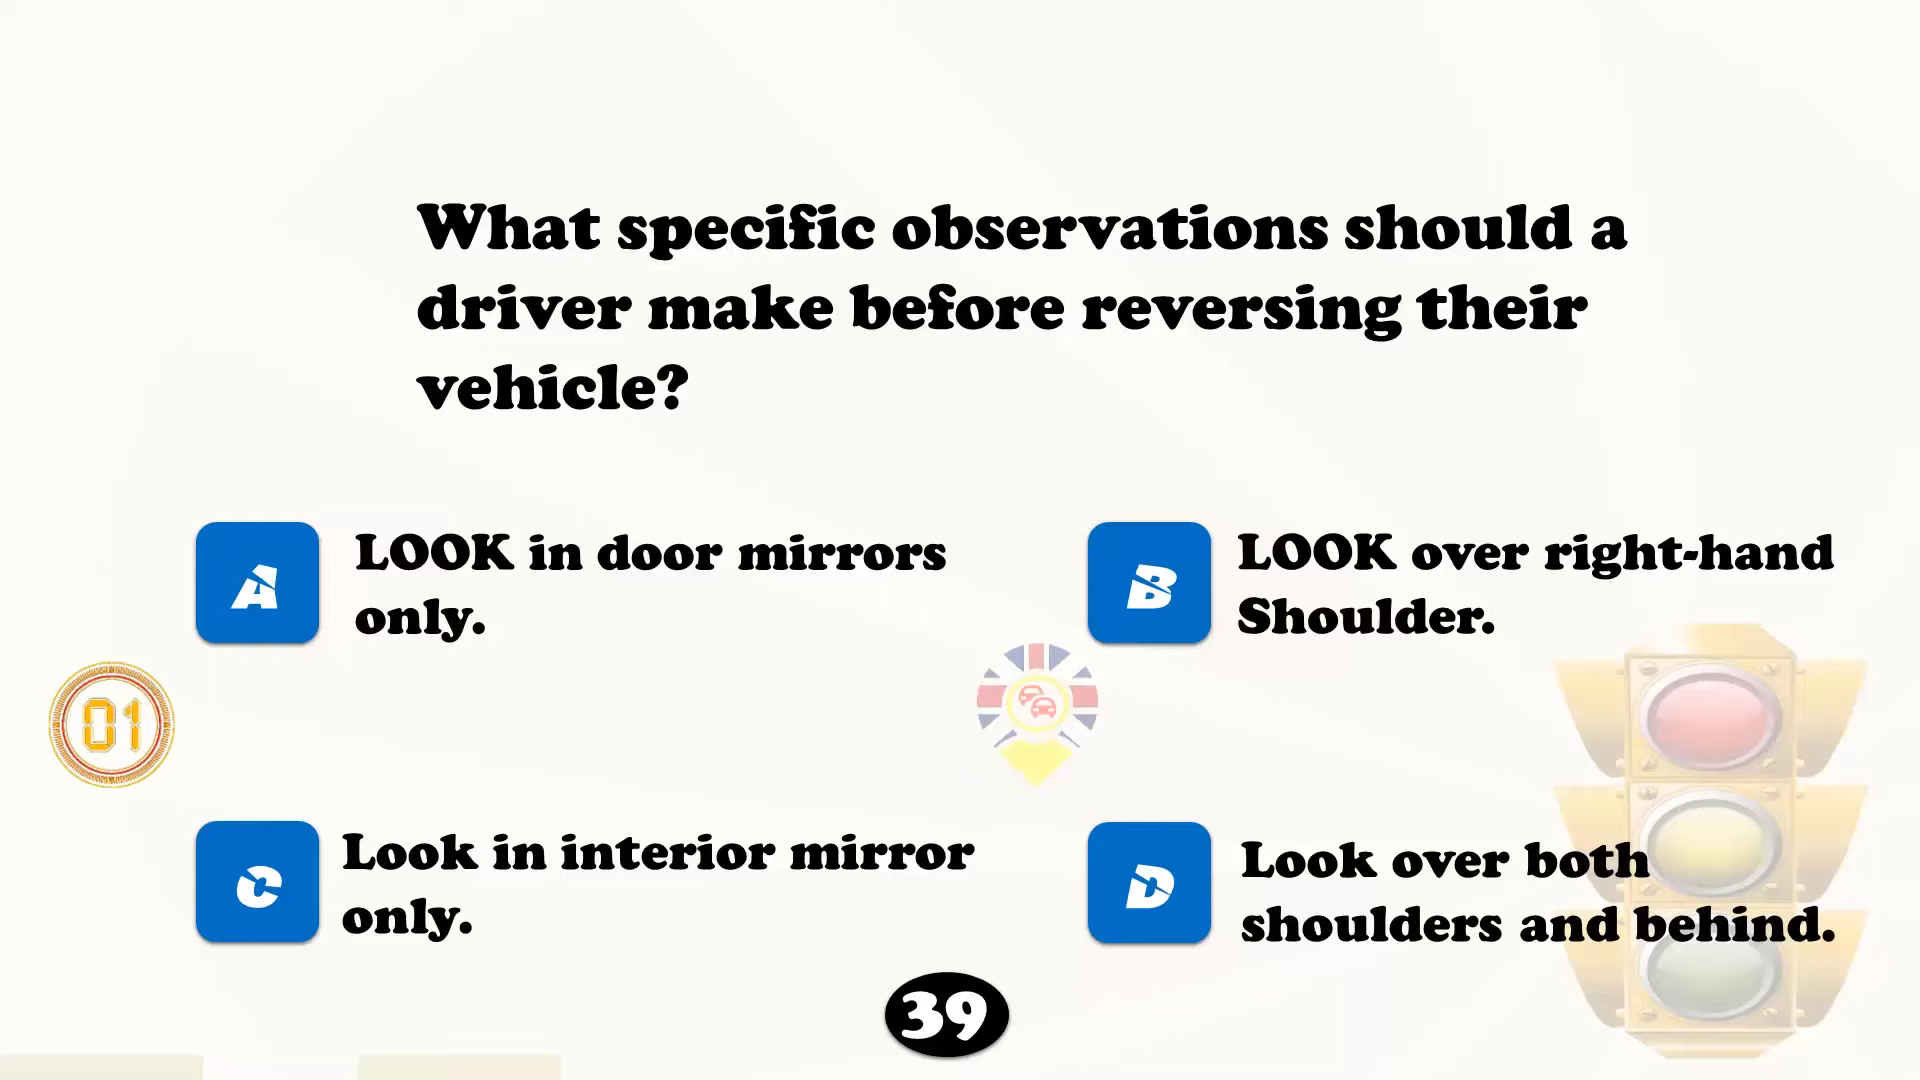 What specific observations should a
driver make before reversing their
vehicle?
A
LOOK in door mirrors
only.
B
LOOK over right-hand
Shoulder.
01
C
Look in interior mirror
only.
D
Look over both
shoulders and behind.
39